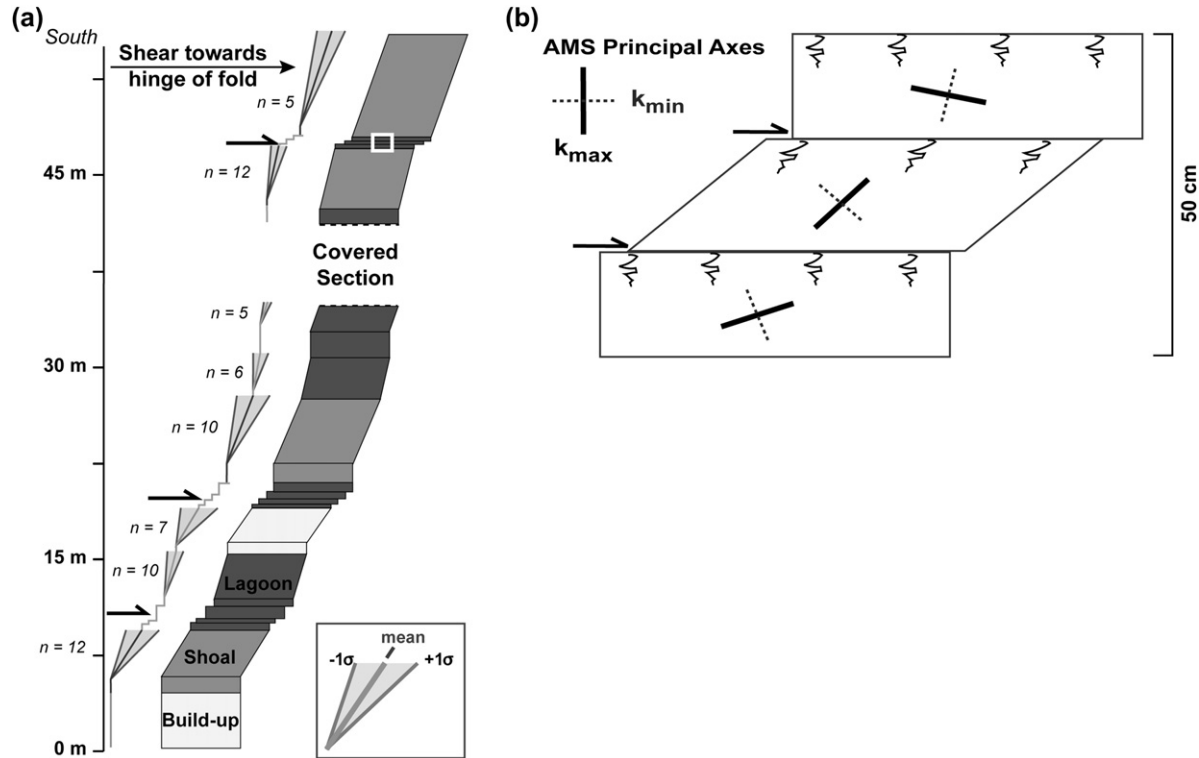 (a)
South
Shear towards
hinge of fold
n = 5
n = 12
45 m
Covered
Section
n = 5
30 m
n = 6
n = 10
n = 7
15 m
n = 10
Lagoon
n = 12
Shoal
Build-up
0 m
mean
-1σ
+1σ
(b)
AMS Principal Axes
kmin
kmax
50 cm